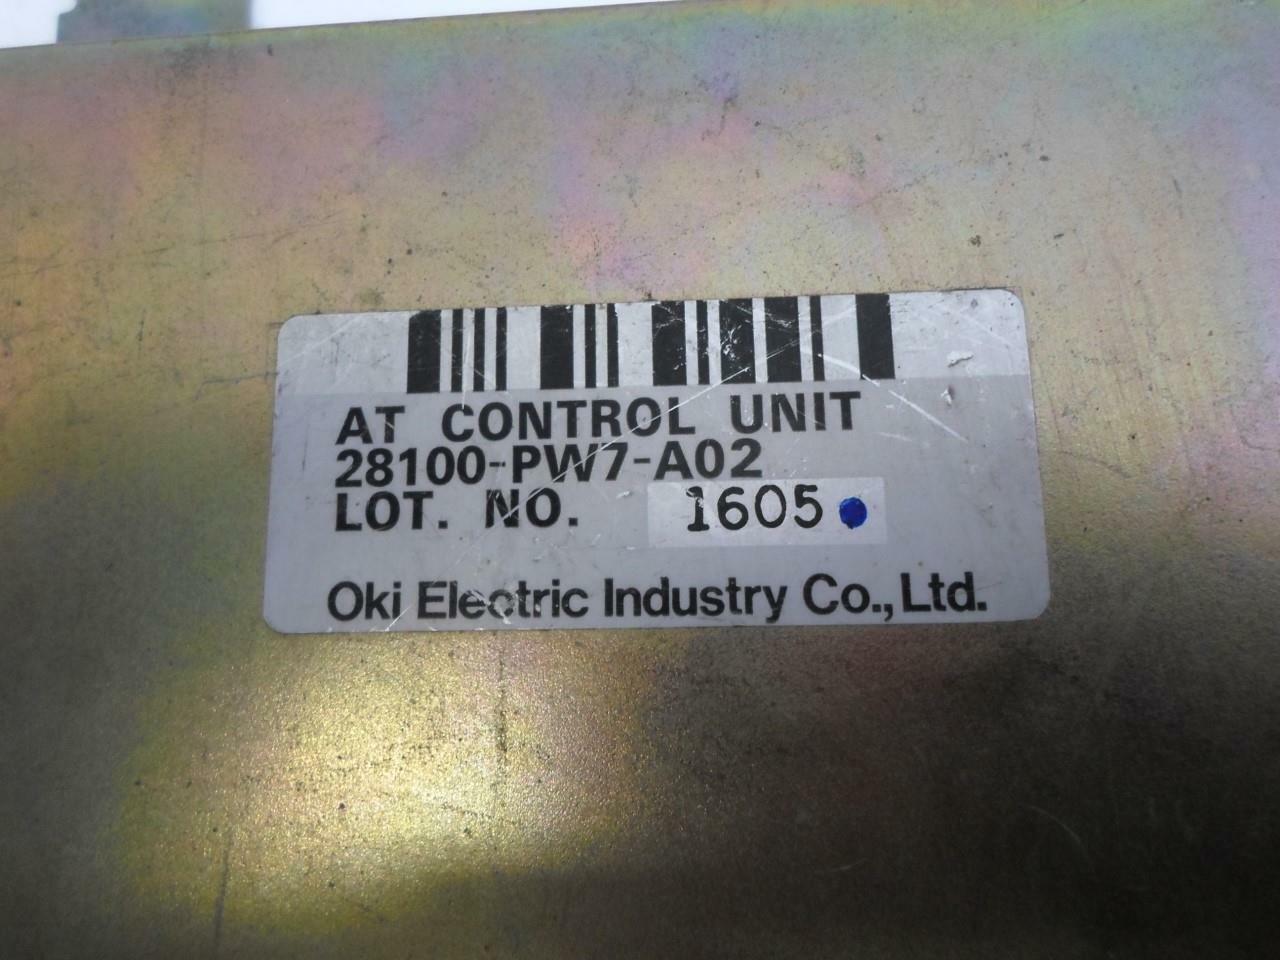 AT CONTROL UNIT
28100-PW7-A02
LOT. NO. 1605
Oki Electric Industry Co., Ltd.